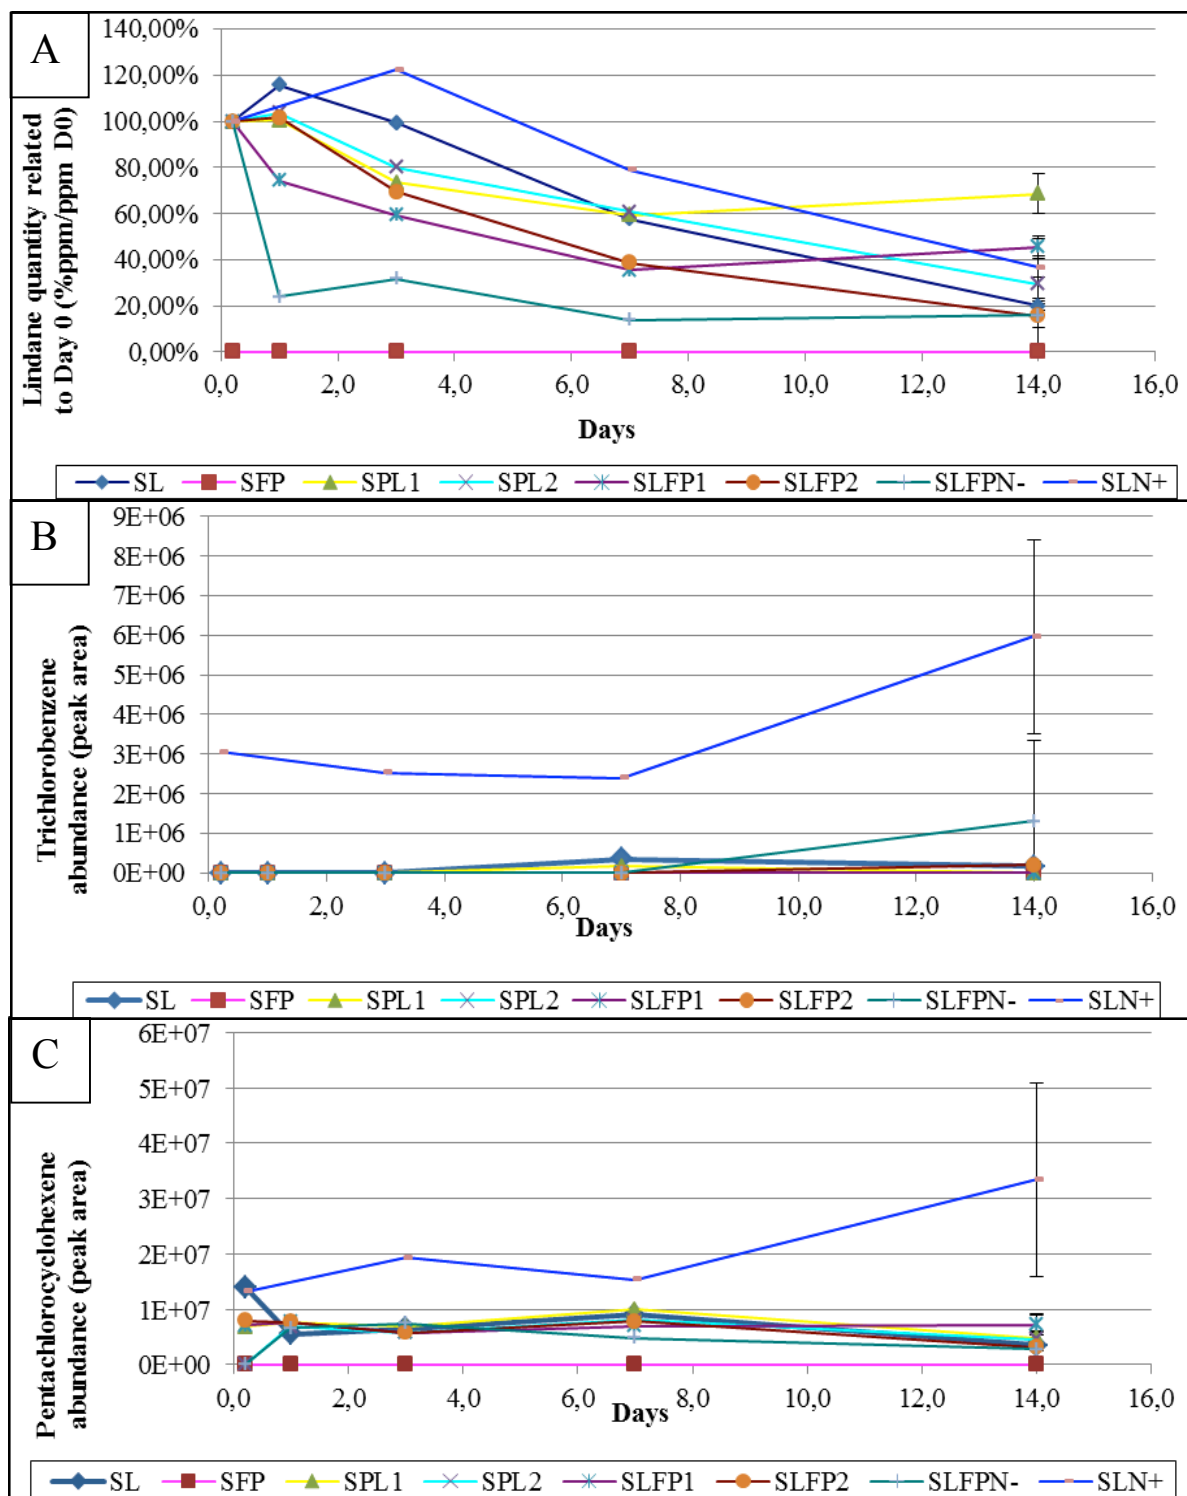 A
Lindane quantity related
to Day 0 (%ppm/ppm D0)
140,00%
120,00%
100,00%
80,00%
60,00%
40,00%
20,00%
0,00%
0,0 2,0 4,0 6,0 8,0 10,0 12,0 14,0 16,0
Days
SL SFP SPL1 SPL2 SLFP1 SLFP2 SLFPN- SLN+
B
Trichlorobenzene
abundance (peak area)
9E+06
8E+06
7E+06
6E+06
5E+06
4E+06
3E+06
2E+06
1E+06
0E+00
0,0 2,0 4,0 6,0 8,0 10,0 12,0 14,0 16,0
Days
SL SFP SPL1 SPL2 SLFP1 SLFP2 SLFPN- SLN+
C
Pentachlorocyclohexene
abundance (peak area)
6E+07
5E+07
4E+07
3E+07
2E+07
1E+07
0E+00
0,0 2,0 4,0 6,0 8,0 10,0 12,0 14,0 16,0
Days
SL SFP SPL1 SPL2 SLFP1 SLFP2 SLFPN- SLN+